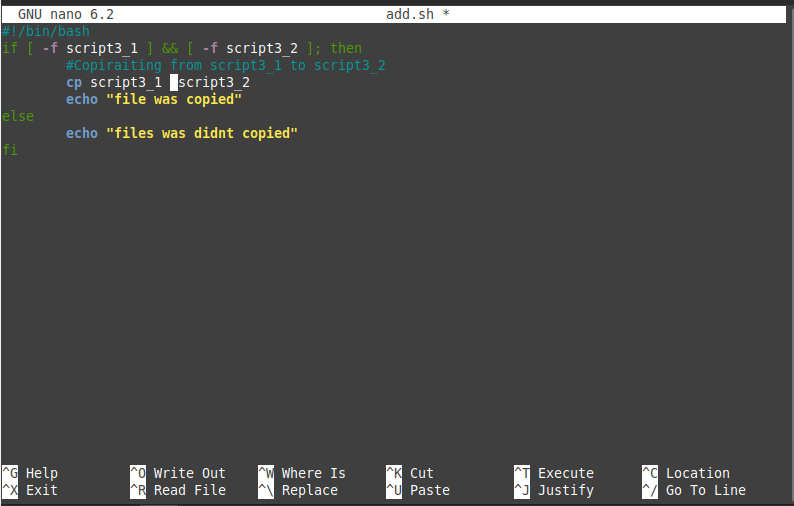 GNU nano 6.2 add.sh *
#!/bin/bash
if [ -f script3_1 ] && [ -f script3_2 ]; then
#Copiraiting from script3_1 to script3_2
cp script3_1 script3_2
echo "file was copied"
else
echo "files was didnt copied"
fi
^G Help ^O Write Out ^W Where Is ^K Cut ^T Execute ^C Location
^X Exit ^R Read File ^\ Replace ^U Paste ^J Justify ^/ Go To Line